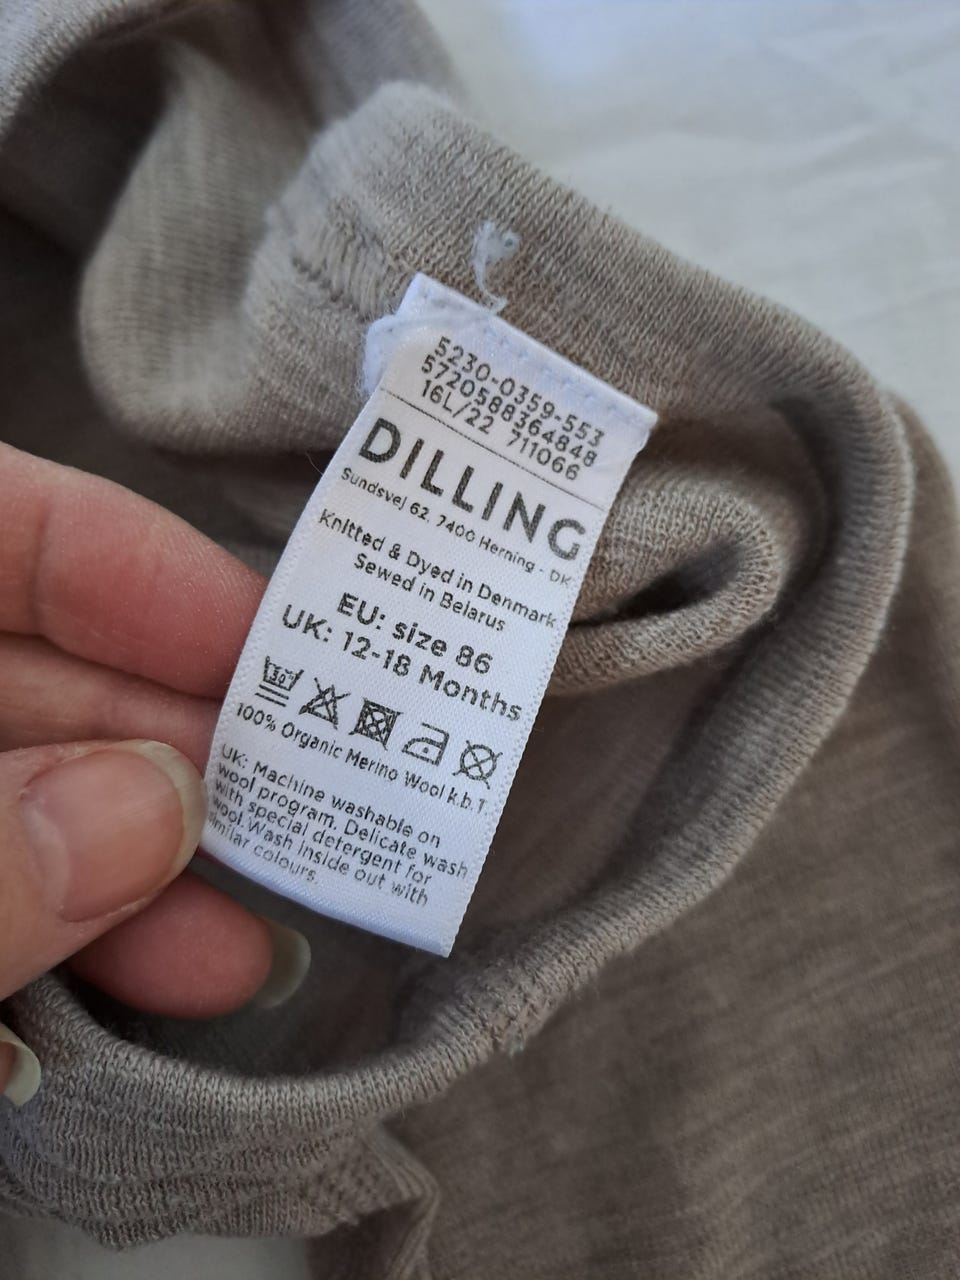 5230-0359-553
5720588364848
16L/22 711066
DILLING
Sundsvej 62, 7400 Herning - DK
Knitted & Dyed in Denmark
Sewed in Belarus
EU: size 86
UK: 12-18 Months
30°
100% Organic Merino Wool k.b.T.
UK: Machine washable on
wool program. Delicate wash
with special detergent for
wool. Wash inside out with
similar colours.